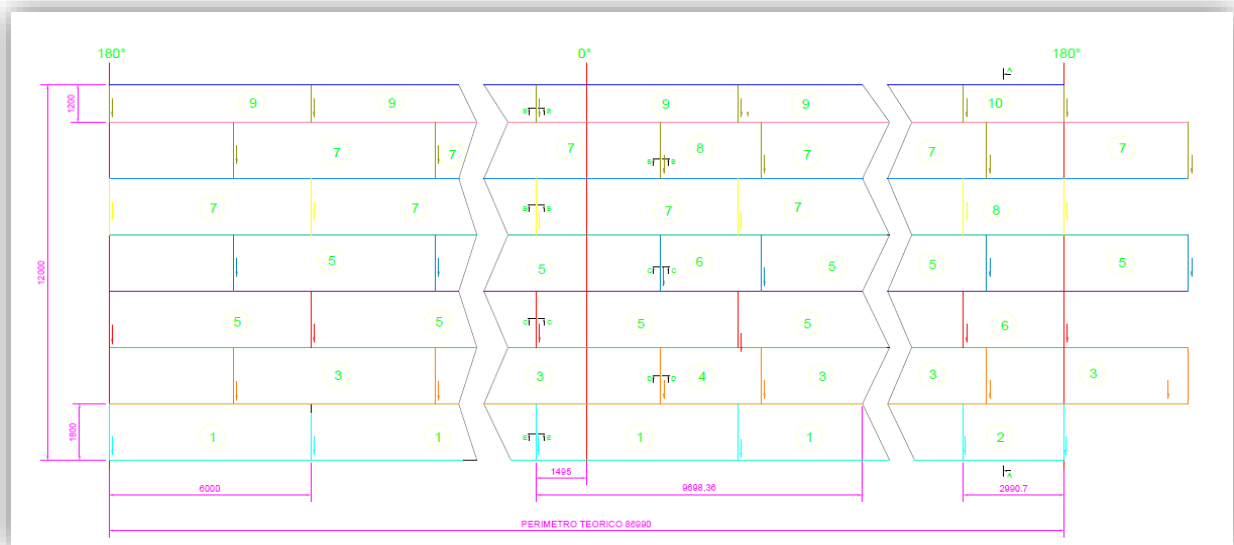 180° 0° 180°
A
1200
9 9 B B 9 9 10
7 7 7 B B 8 7 7 7
7 7 B B 7 7 8
12000
5 5 C C 6 5 5 5
5 5 C C 5 5 6
3 3 D D 4 3 3 3
1800
1 1 E E 1 1 2
A
1495
6000 9698,36 2990.7
PERIMETRO TEORICO 86990